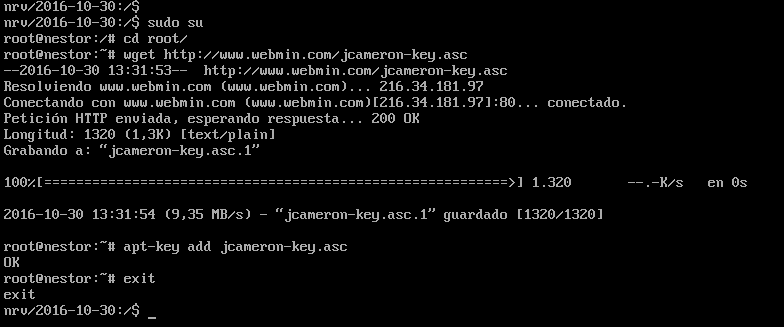 nrv/2016-10-30:/$
nrv/2016-10-30:/$ sudo su
root@nestor:/# cd root/
root@nestor:~# wget http://www.webmin.com/jcameron-key.asc
--2016-10-30 13:31:53--  http://www.webmin.com/jcameron-key.asc
Resolviendo www.webmin.com (www.webmin.com)... 216.34.181.97
Conectando con www.webmin.com (www.webmin.com)[216.34.181.97]:80... conectado.
Petición HTTP enviada, esperando respuesta... 200 OK
Longitud: 1320 (1,3K) [text/plain]
Grabando a: “jcameron-key.asc.1”
100%[==========================================================>] 1.320       --.-K/s   en 0s
2016-10-30 13:31:54 (9,35 MB/s) - “jcameron-key.asc.1” guardado [1320/1320]
root@nestor:~# apt-key add jcameron-key.asc
OK
root@nestor:~# exit
exit
nrv/2016-10-30:/$ _